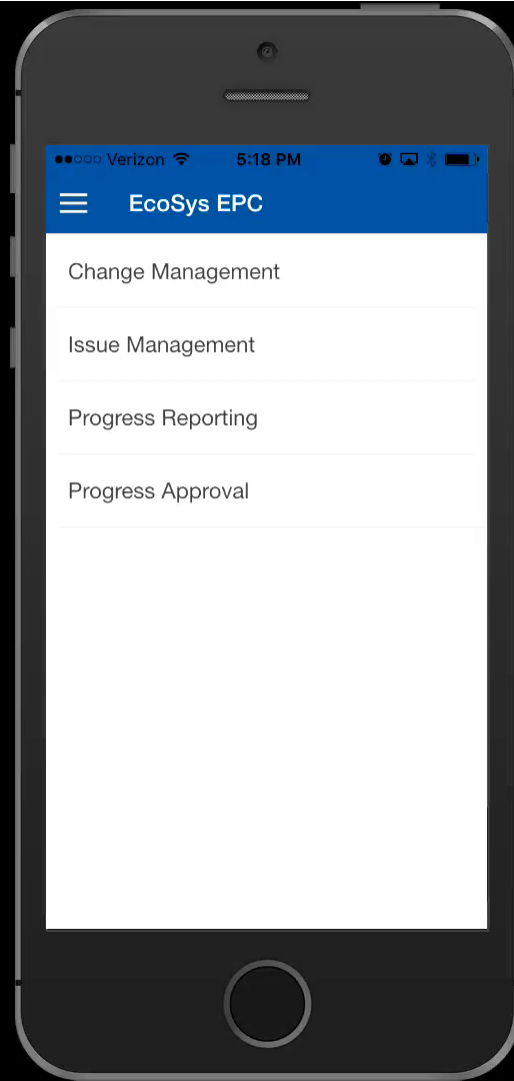 Verizon 5:18 PM
EcoSys EPC
Change Management
Issue Management
Progress Reporting
Progress Approval